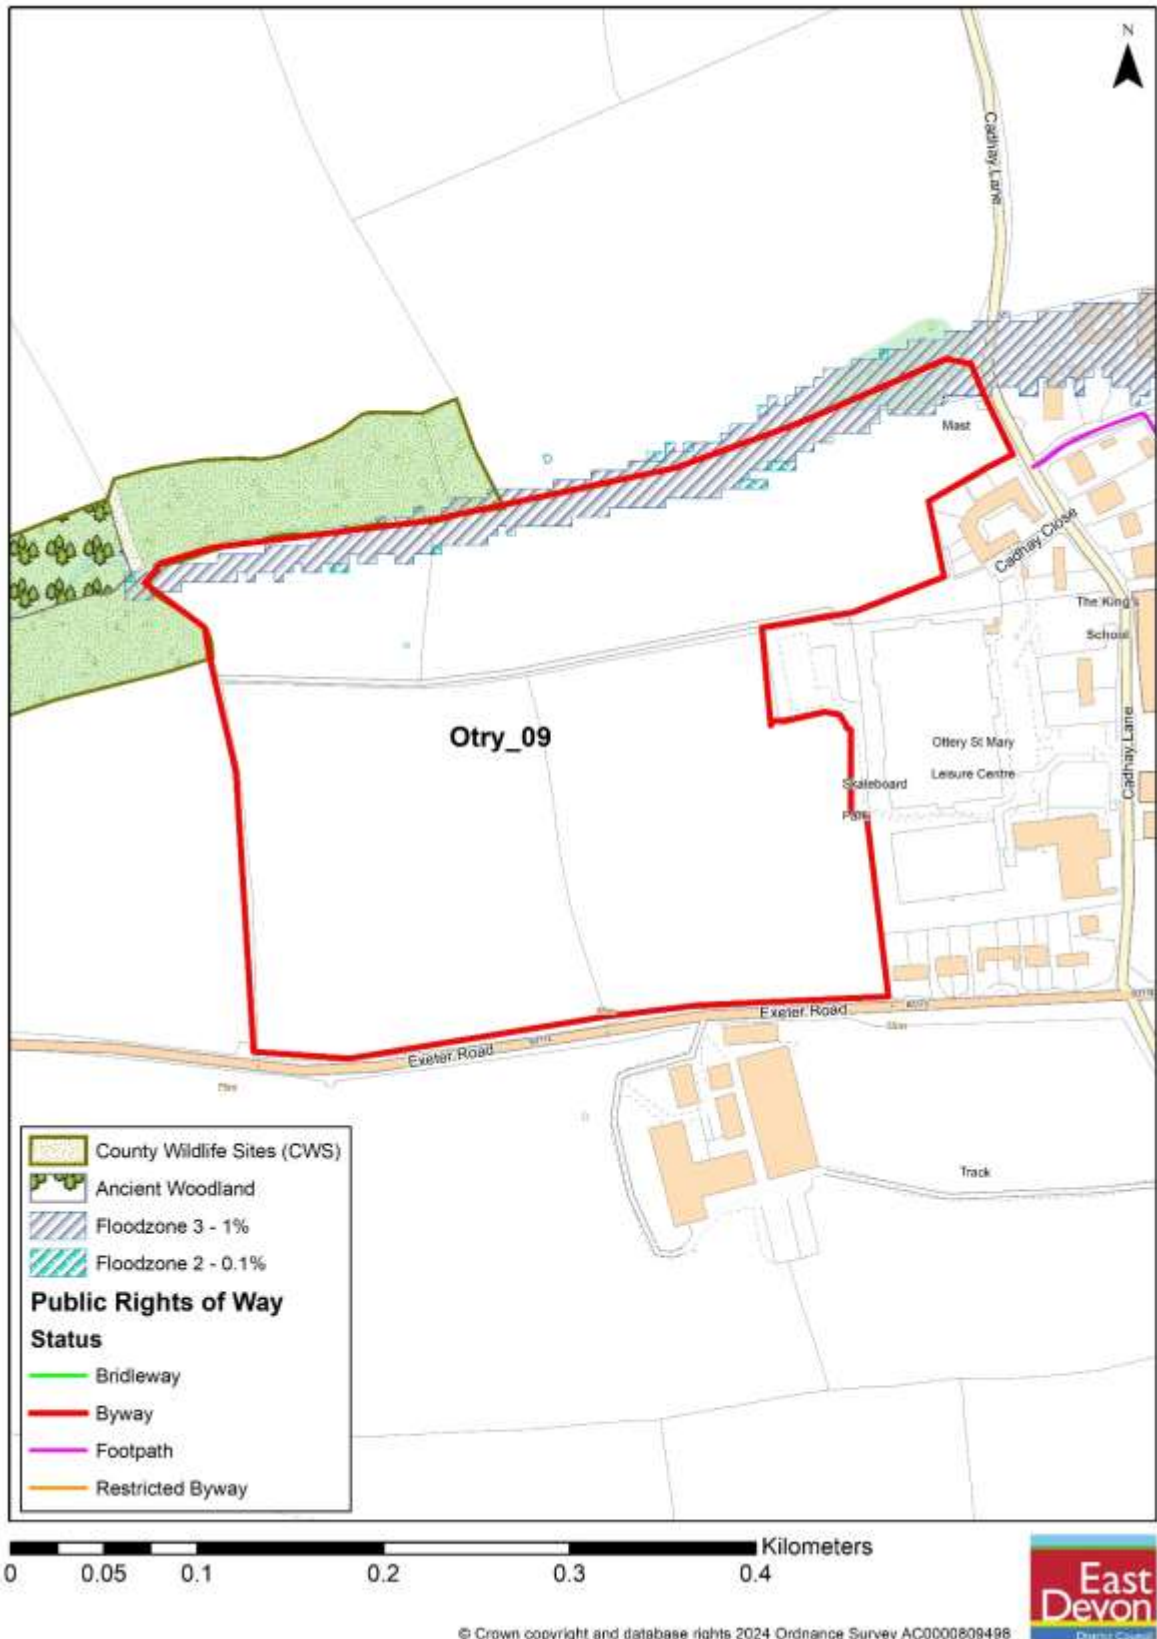 N
Cadhay Lane
Mast
Cadhay Close
The King's
School
Otry_09
Ottery St Mary
Leisure Centre
Cadhay Lane
Skateboard
Park
Exeter Road
Exeter Road
Track
County Wildlife Sites (CWS)
Ancient Woodland
Floodzone 3 - 1%
Floodzone 2 - 0.1%
Public Rights of Way
Status
Bridleway
Byway
Footpath
Restricted Byway
Kilometers
0 0.05 0.1 0.2 0.3 0.4
East
Devon
District Council
© Crown copyright and database rights 2024 Ordnance Survey AC0000809498